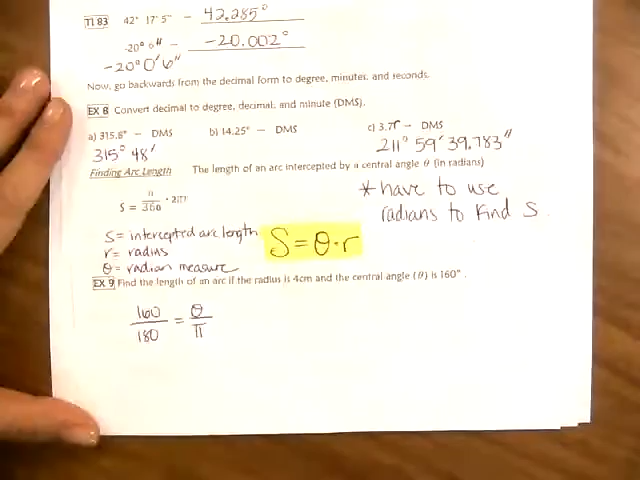 TI 83 42° 17' 5" – 42.285°
-20° 0' 6" – -20.002°
-20° 0' 6"
Now, go backwards from the decimal form to degree, minutes, and seconds.
EX 8 Convert decimal to degree, decimal, and minute (DMS).
a) 315.8° – DMS b) 14.25° – DMS c) 3.7r – DMS
315° 48' 211° 59' 39.783"
Finding Arc Length The length of an arc intercepted by a central angle θ (in radians)
* have to use
radians to find S
S = n/360 · 2πr
S = intercepted arc length
S = θ·r
r = radius
θ = radian measure
EX 9 Find the length of an arc if the radius is 4cm and the central angle (θ) is 160°.
160/180 = θ/π